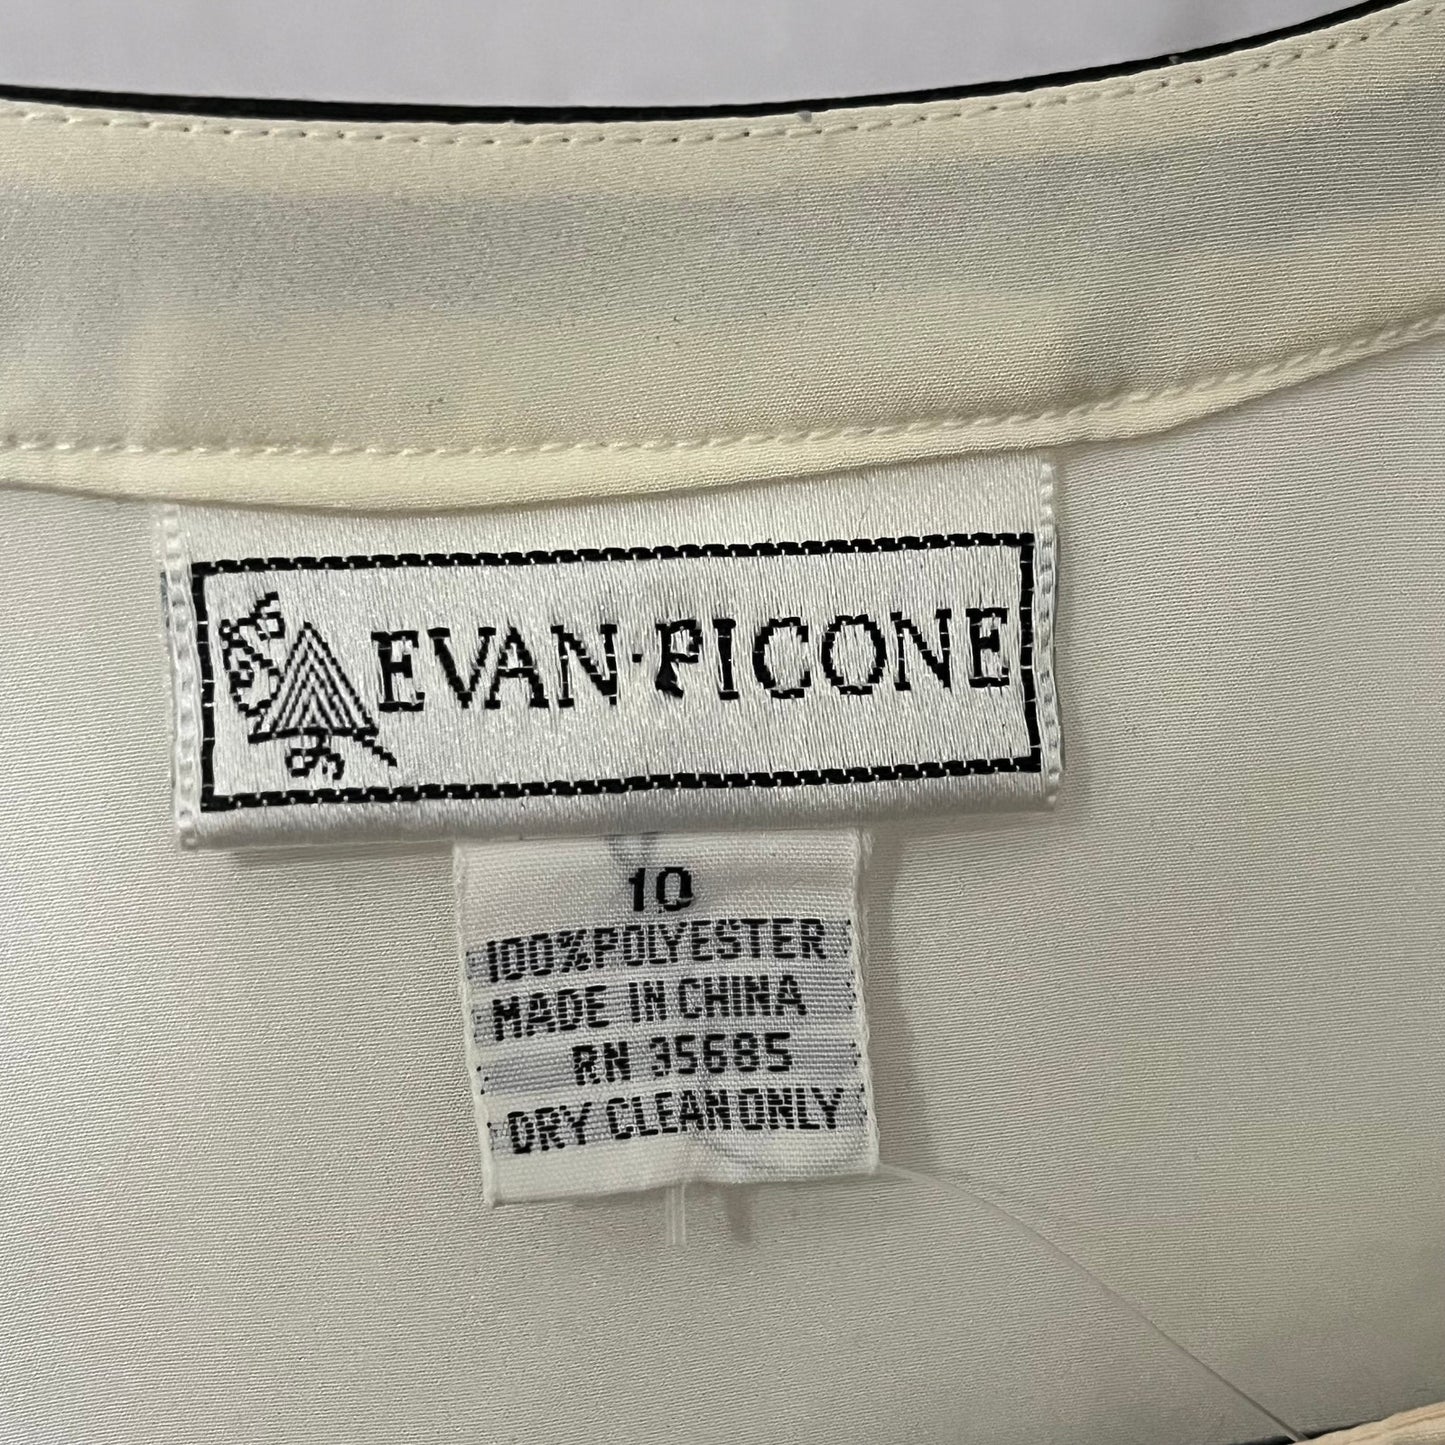 EVAN-PICONE
10
100%POLYESTER
MADE IN CHINA
RN 35685
DRY CLEAN ONLY